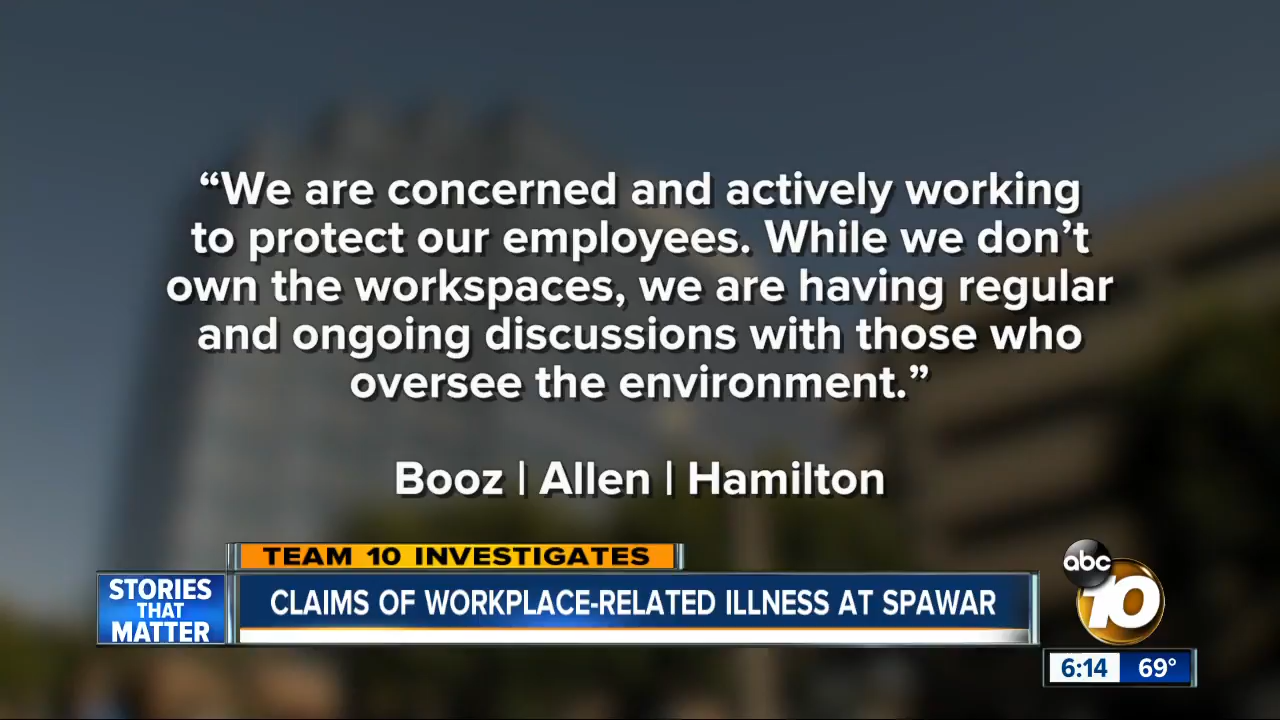 “We are concerned and actively working
to protect our employees. While we don’t
own the workspaces, we are having regular
and ongoing discussions with those who
oversee the environment.”
Booz | Allen | Hamilton
TEAM 10 INVESTIGATES
STORIES
THAT
MATTER
CLAIMS OF WORKPLACE-RELATED ILLNESS AT SPAWAR
abc
10
6:14 69°